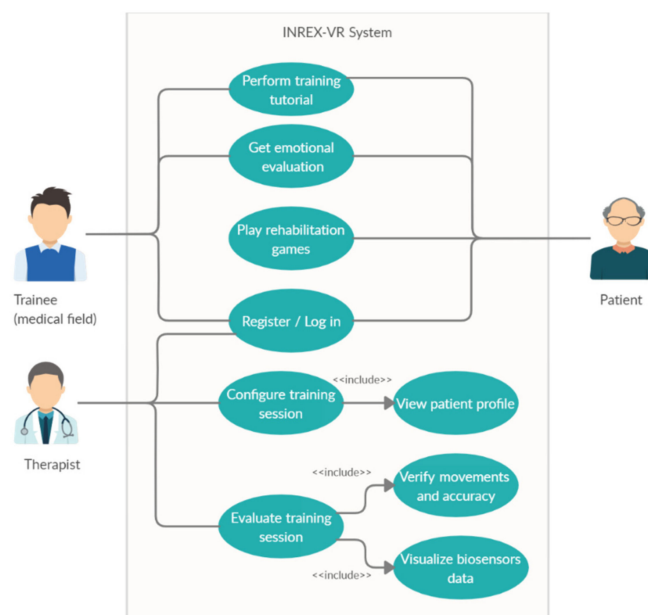 INREX-VR System
Perform training
tutorial
Get emotional
evaluation
Play rehabilitation
games
Trainee
(medical field)
Patient
Register / Log in
<<include>>
Configure training
session
View patient profile
Therapist
<<include>>
Verify movements
and accuracy
Evaluate training
session
Visualize biosensors
data
<<include>>